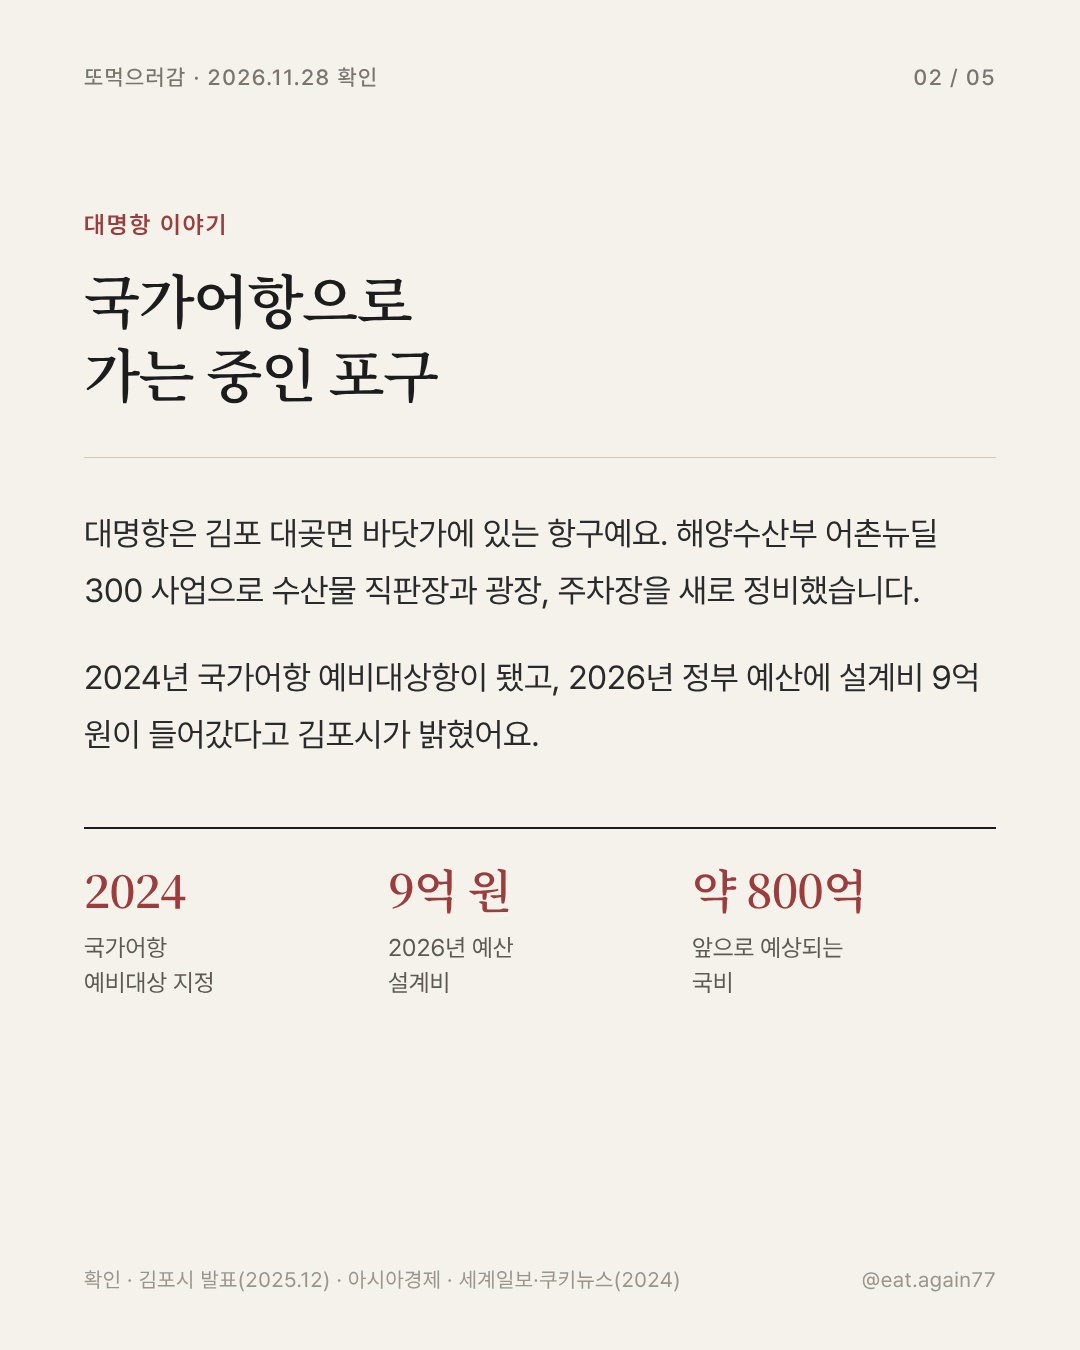 또먹으러감 · 2026.11.28 확인
02 / 05
대명항 이야기
국가어항으로
가는 중인 포구
대명항은 김포 대곶면 바닷가에 있는 항구예요. 해양수산부 어촌뉴딜
300 사업으로 수산물 직판장과 광장, 주차장을 새로 정비했습니다.
2024년 국가어항 예비대상항이 됐고, 2026년 정부 예산에 설계비 9억
원이 들어갔다고 김포시가 밝혔어요.
2024
국가어항
예비대상 지정
9억 원
2026년 예산
설계비
약 800억
앞으로 예상되는
국비
확인 · 김포시 발표(2025.12) · 아시아경제 · 세계일보·쿠키뉴스(2024)
@eat.again77